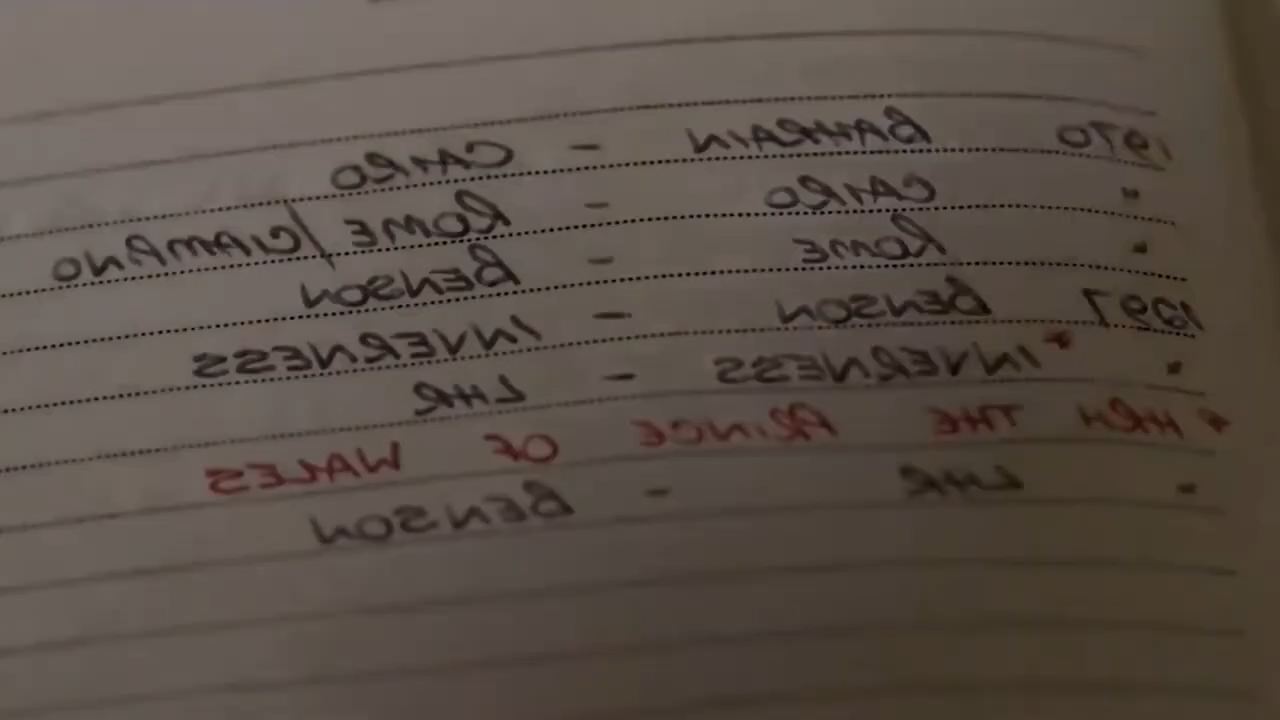 1970 BAHRAIN - CAIRO
" CAIRO - ROME/CIAMPINO
" ROME - BENSON
BENSON - INVERNESS
" *INVERNESS - LHR
* HRH THE PRINCE OF WALES
" LHR - BENSON